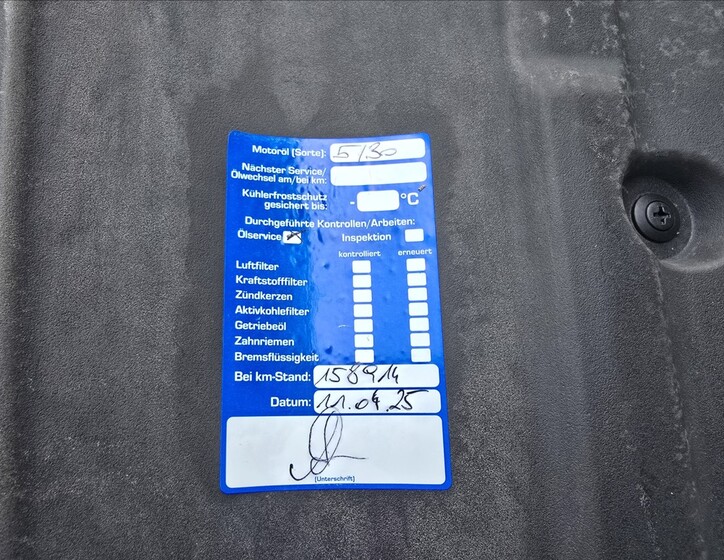 Motoröl (Sorte): 5/30
Nächster Service/
Ölwechsel am/bei km:
Kühlerfrostschutz
gesichert bis: - °C
Durchgeführte Kontrollen/Arbeiten:
Ölservice Inspektion
kontrolliert erneuert
Luftfilter
Kraftstofffilter
Zündkerzen
Aktivkohlefilter
Getriebeöl
Zahnriemen
Bremsflüssigkeit
Bei km-Stand: 158914
Datum: 11.04.25
(Unterschrift)